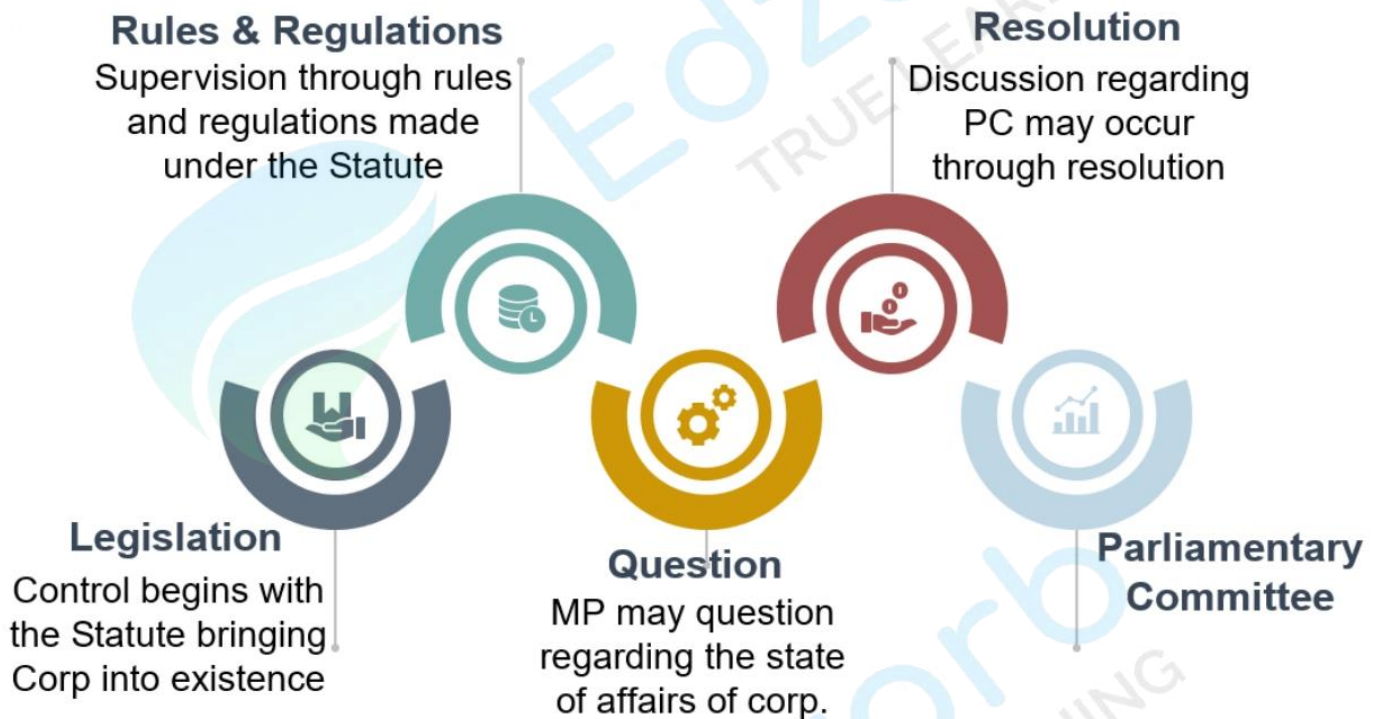 Rules & Regulations
Supervision through rules
and regulations made
under the Statute
Resolution
Discussion regarding
PC may occur
through resolution
Legislation
Control begins with
the Statute bringing
Corp into existence
Question
MP may question
regarding the state
of affairs of corp.
Parliamentary
Committee